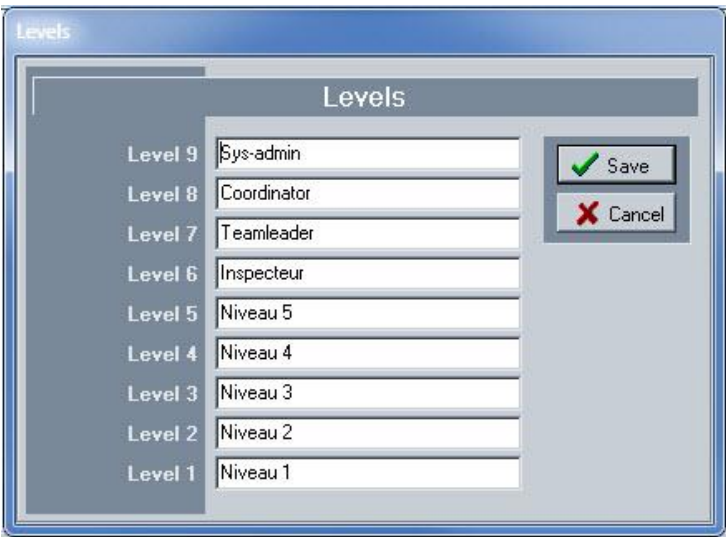 Levels
Levels
Level 9 Sys-admin
Level 8 Coordinator
Level 7 Teamleader
Level 6 Inspecteur
Level 5 Niveau 5
Level 4 Niveau 4
Level 3 Niveau 3
Level 2 Niveau 2
Level 1 Niveau 1
Save
Cancel